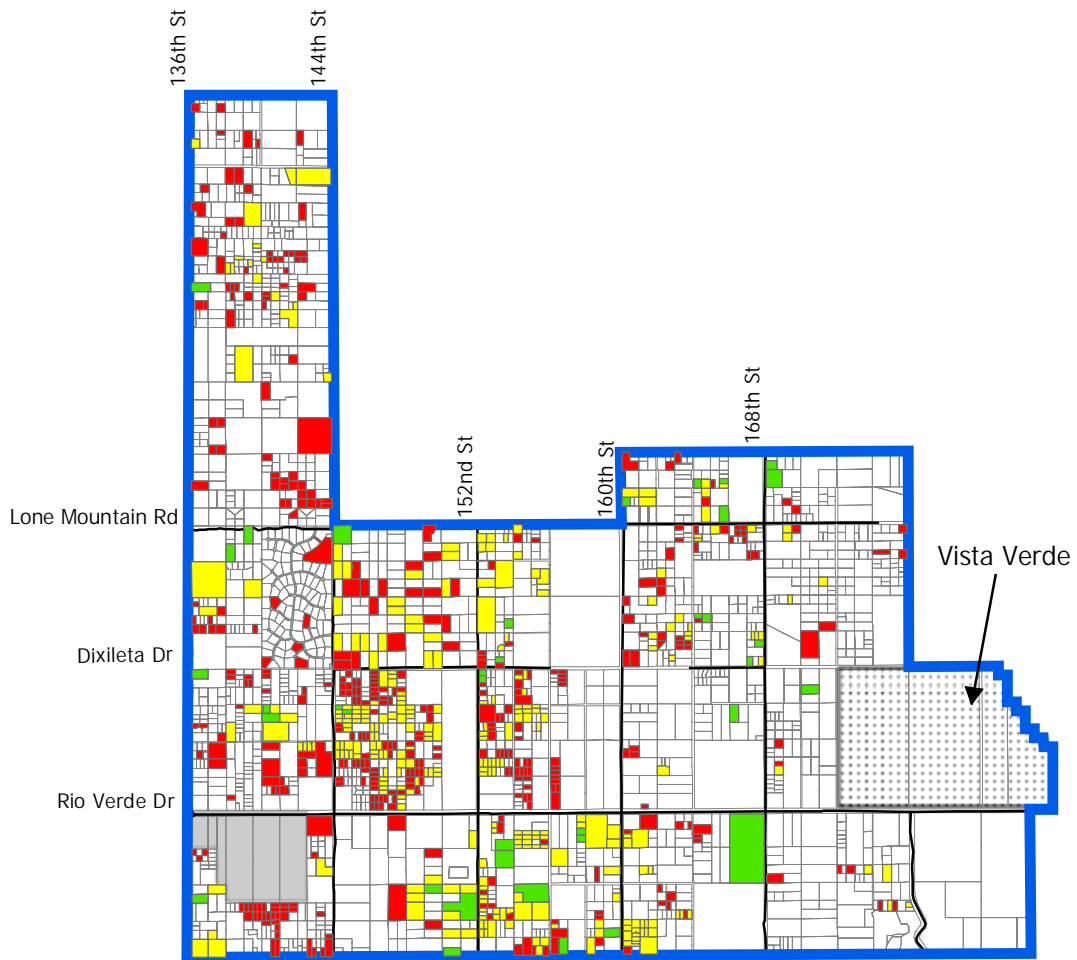 136th St
144th St
168th St
152nd St
160th St
Lone Mountain Rd
Vista Verde
Dixileta Dr
Rio Verde Dr